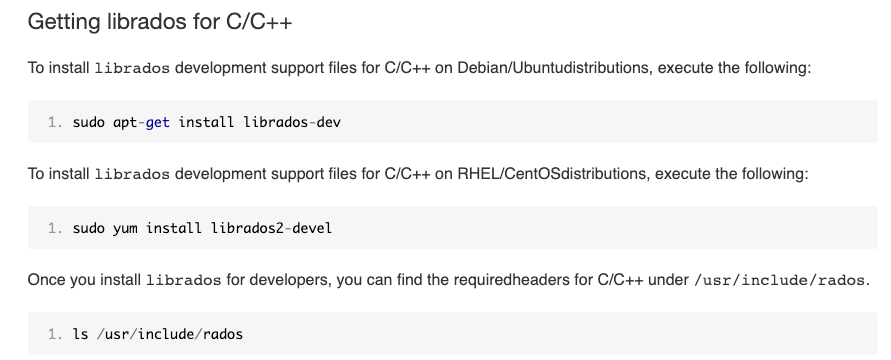 Getting librados for C/C++
To install librados development support files for C/C++ on Debian/Ubuntudistributions, execute the following:
1. sudo apt-get install librados-dev
To install librados development support files for C/C++ on RHEL/CentOSdistributions, execute the following:
1. sudo yum install librados2-devel
Once you install librados for developers, you can find the requiredheaders for C/C++ under /usr/include/rados.
1. ls /usr/include/rados